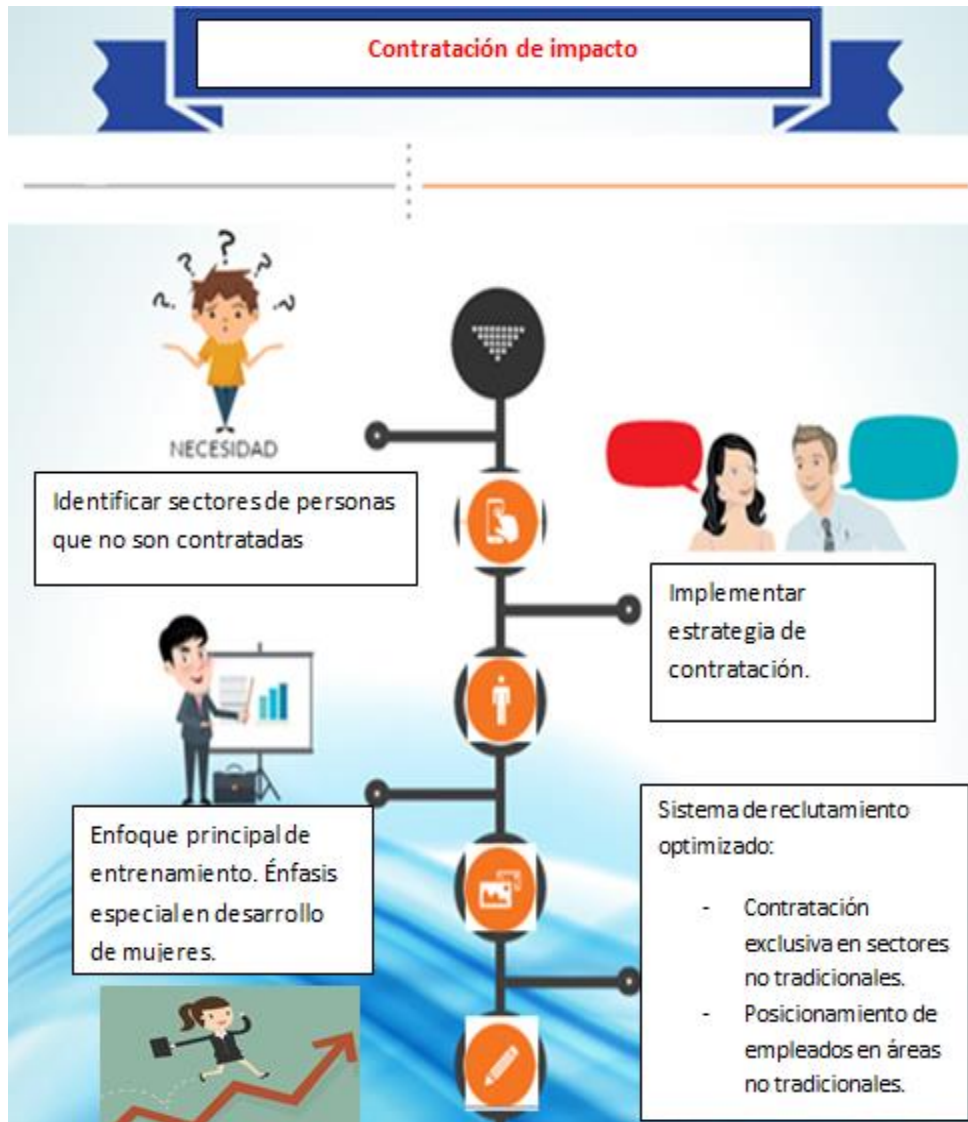 Contratación de impacto
? ? ? ? ?
NECESIDAD
Identificar sectores de personas
que no son contratadas
Implementar
estrategia de
contratación.
Enfoque principal de
entrenamiento. Énfasis
especial en desarrollo
de mujeres.
Sistema de reclutamiento
optimizado:
- Contratación
exclusiva en sectores
no tradicionales.
- Posicionamiento de
empleados en áreas
no tradicionales.